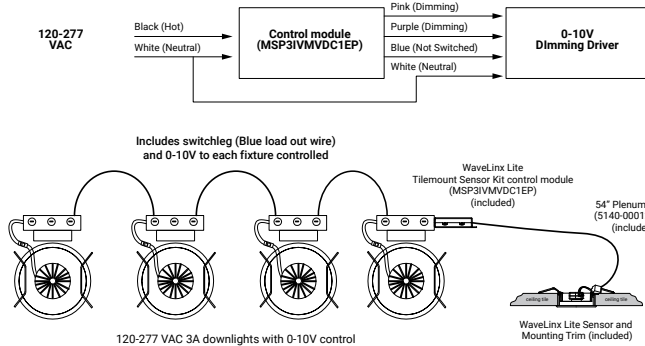 120-277
VAC
Black (Hot)
White (Neutral)
Control module
(MSP3IVMVDC1EP)
Pink (Dimming)
Purple (Dimming)
Blue (Not Switched)
White (Neutral)
0-10V
DImming Driver
Includes switchleg (Blue load out wire)
and 0-10V to each fixture controlled
WaveLinx Lite
Tilemount Sensor Kit control module
(MSP3IVMVDC1EP)
(included)
54" Plenum
(5140-0001
(include
ceiling tile
ceiling tile
WaveLinx Lite Sensor and
Mounting Trim (included)
120-277 VAC 3A downlights with 0-10V control